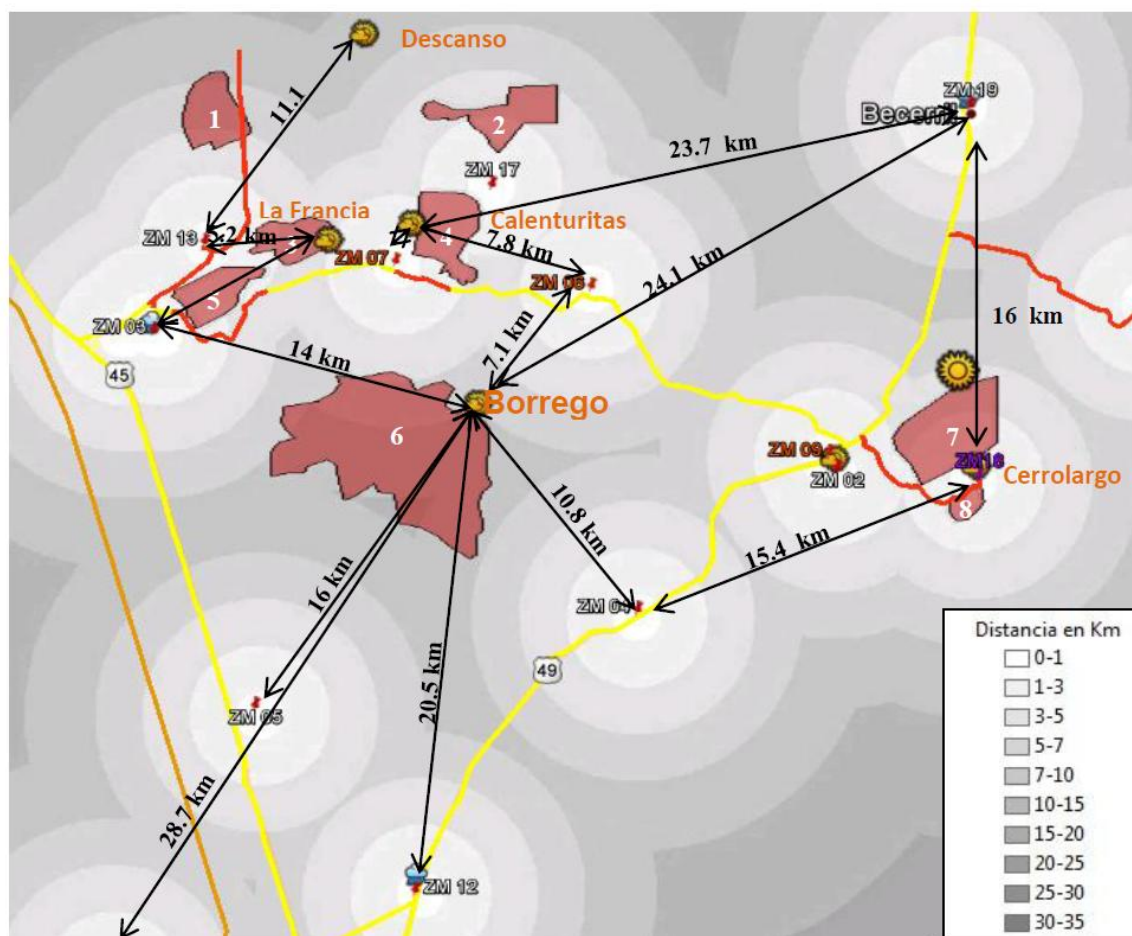 Descanso
11.1
1
2
ZM 19
Becerril
23.7 km
ZM 17
La Francia
Calenturitas
ZM 13
5.2 km
4
7.8 km
ZM 07
ZM 06
24.1 km
5
ZM 03
16 km
14 km
7.1 km
45
Borrego
6
7
ZM 09
ZM 02
ZM18
Cerrolargo
8
10.8 km
15.4 km
16 km
ZM 04
49
20.5 km
ZM 05
28.7 km
ZM 12
Distancia en Km
0-1
1-3
3-5
5-7
7-10
10-15
15-20
20-25
25-30
30-35